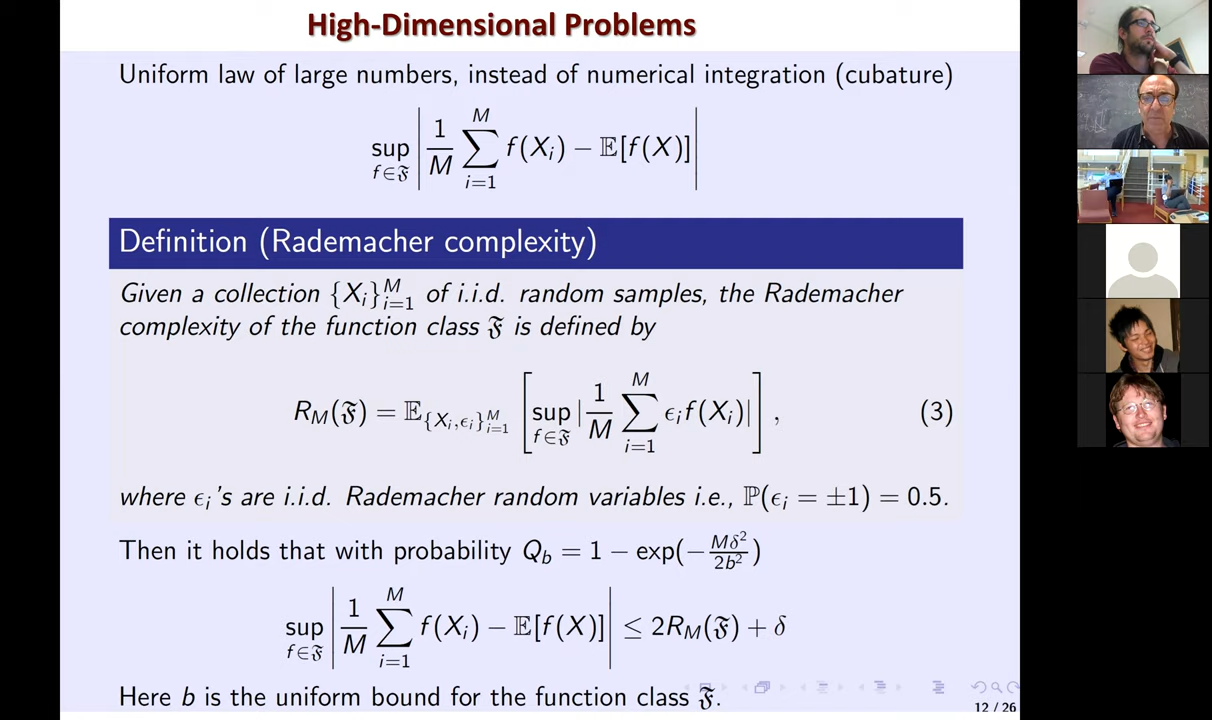 High-Dimensional Problems
Uniform law of large numbers, instead of numerical integration (cubature)
sup_{f∈𝔉} | 1/M ∑_{i=1}^{M} f(X_i) − 𝔼[f(X)] |
Definition (Rademacher complexity)
Given a collection {X_i}_{i=1}^{M} of i.i.d. random samples, the Rademacher
complexity of the function class 𝔉 is defined by
R_M(𝔉) = 𝔼_{{X_i,ϵ_i}_{i=1}^{M}} [ sup_{f∈𝔉} | 1/M ∑_{i=1}^{M} ϵ_i f(X_i) | ] , (3)
where ϵ_i's are i.i.d. Rademacher random variables i.e., ℙ(ϵ_i = ±1) = 0.5.
Then it holds that with probability Q_b = 1 − exp(−Mδ²/2b²)
sup_{f∈𝔉} | 1/M ∑_{i=1}^{M} f(X_i) − 𝔼[f(X)] | ≤ 2R_M(𝔉) + δ
Here b is the uniform bound for the function class 𝔉.
12 / 26